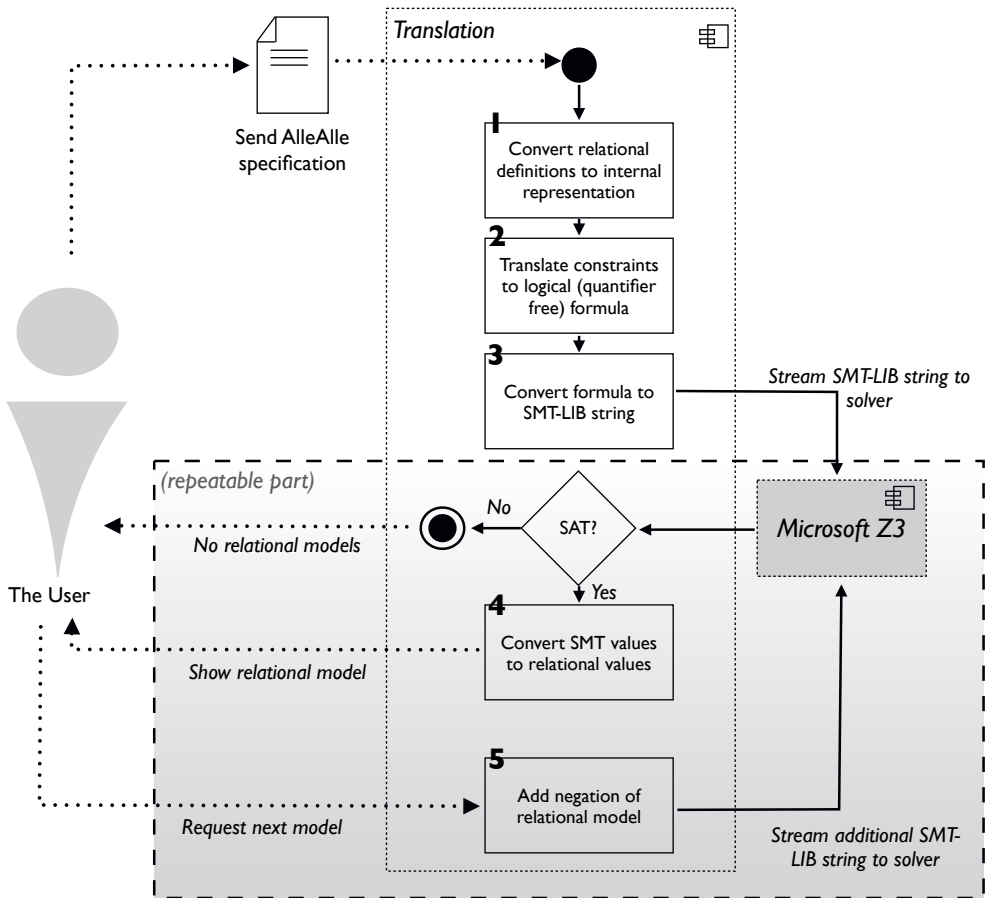 Translation
Send AlleAlle
specification
1
Convert relational
definitions to internal
representation
2
Translate constraints
to logical (quantifier
free) formula
3
Convert formula to
SMT-LIB string
Stream SMT-LIB string to
solver
(repeatable part)
No
SAT?
Microsoft Z3
No relational models
The User
Yes
4
Convert SMT values
to relational values
Show relational model
5
Add negation of
relational model
Request next model
Stream additional SMT-
LIB string to solver